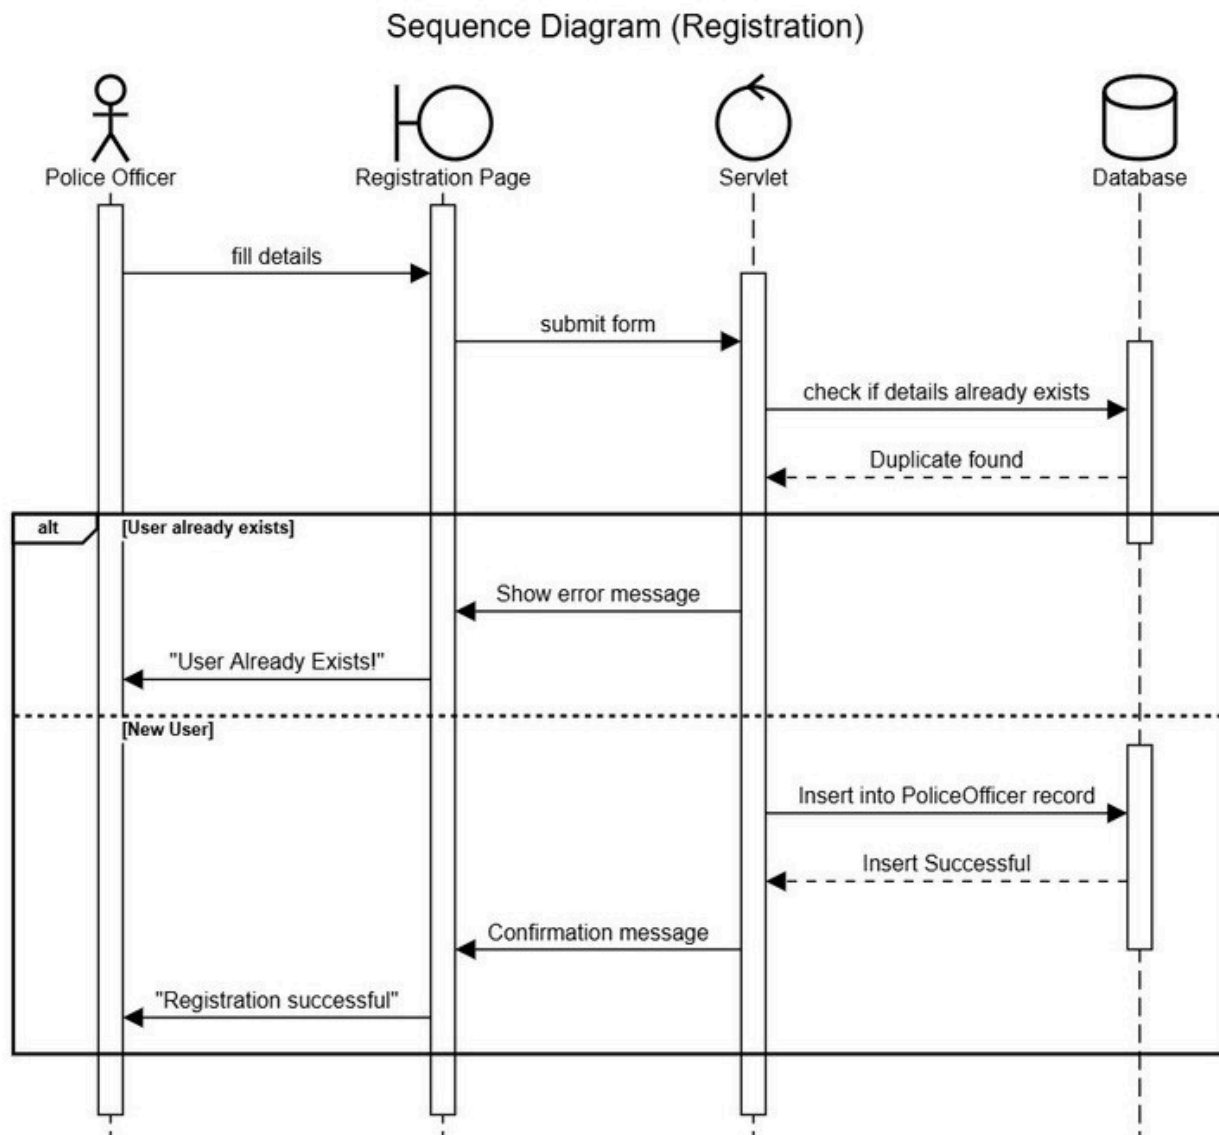 Sequence Diagram (Registration)
Police Officer
Registration Page
Servlet
Database
fill details
submit form
check if details already exists
Duplicate found
alt
[User already exists]
Show error message
"User Already Exists!"
[New User]
Insert into PoliceOfficer record
Insert Successful
Confirmation message
"Registration successful"